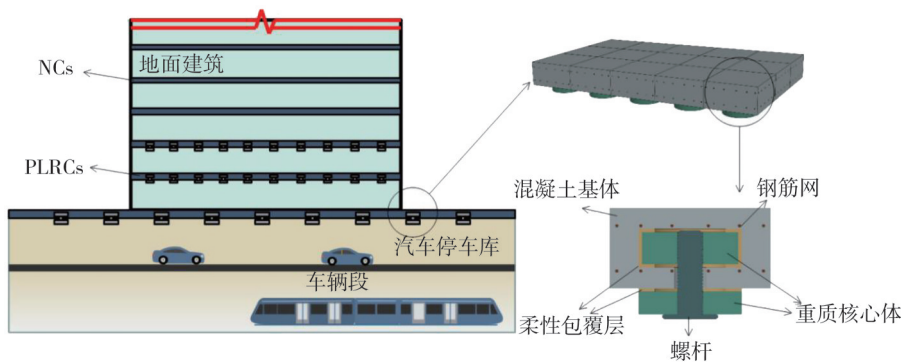 地面建筑
NCs
PLRCs
汽车停车库
车辆段
混凝土基体
钢筋网
柔性包覆层
重质核心体
螺杆